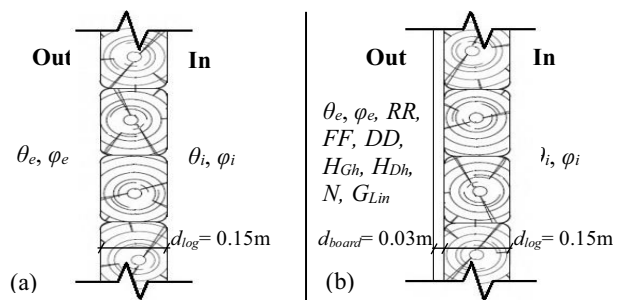 Out In
θe, φe θi, φi
dlog= 0.15m
(a)
Out In
θe, φe, RR,
FF, DD,
HGh, HDh,
N, GLin
θi, φi
dboard= 0.03m dlog= 0.15m
(b)